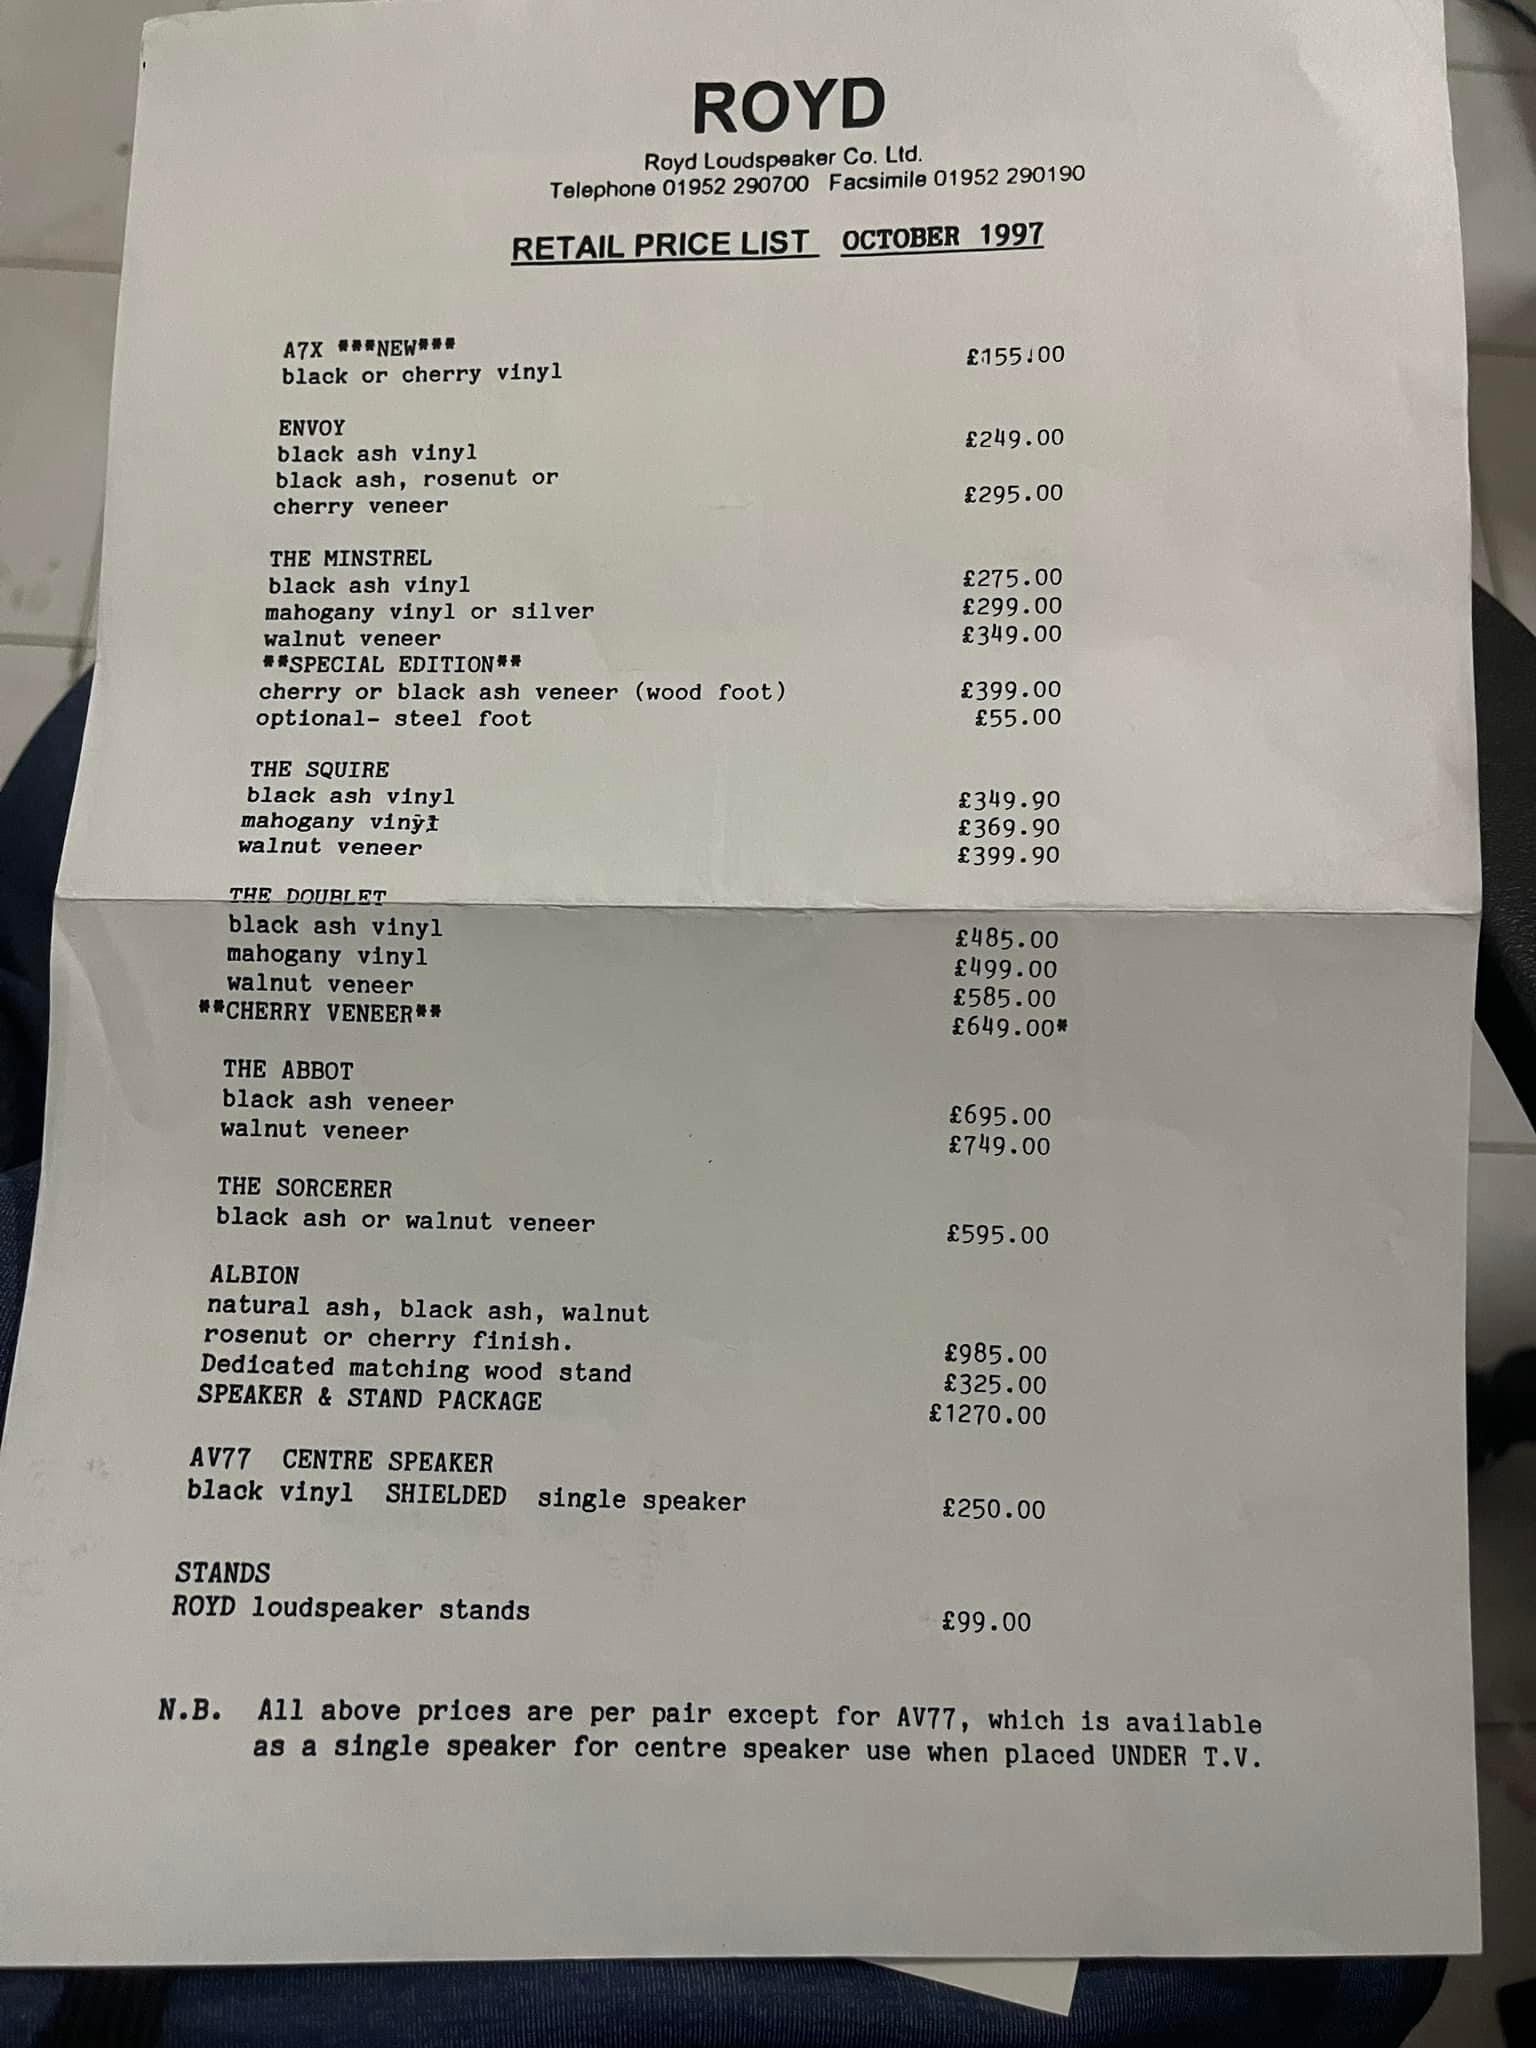 ROYD
Royd Loudspeaker Co. Ltd.
Telephone 01952 290700 Facsimile 01952 290190
RETAIL PRICE LIST OCTOBER 1997
A7X ***NEW***
black or cherry vinyl £155.00
ENVOY
black ash vinyl £249.00
black ash, rosenut or
cherry veneer £295.00
THE MINSTREL
black ash vinyl £275.00
mahogany vinyl or silver £299.00
walnut veneer £349.00
**SPECIAL EDITION**
cherry or black ash veneer (wood foot) £399.00
optional- steel foot £55.00
THE SQUIRE
black ash vinyl £349.90
mahogany vinyl £369.90
walnut veneer £399.90
THE DOUBLET
black ash vinyl £485.00
mahogany vinyl £499.00
walnut veneer £585.00
**CHERRY VENEER** £649.00*
THE ABBOT
black ash veneer £695.00
walnut veneer £749.00
THE SORCERER
black ash or walnut veneer £595.00
ALBION
natural ash, black ash, walnut
rosenut or cherry finish. £985.00
Dedicated matching wood stand £325.00
SPEAKER & STAND PACKAGE £1270.00
AV77 CENTRE SPEAKER
black vinyl SHIELDED single speaker £250.00
STANDS
ROYD loudspeaker stands £99.00
N.B. All above prices are per pair except for AV77, which is available
as a single speaker for centre speaker use when placed UNDER T.V.